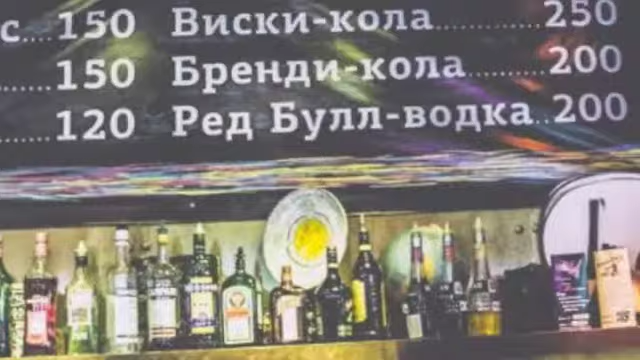 с....150 Виски-кола..........250
......150 Бренди-кола.........200
......120 Ред Булл-водка..200